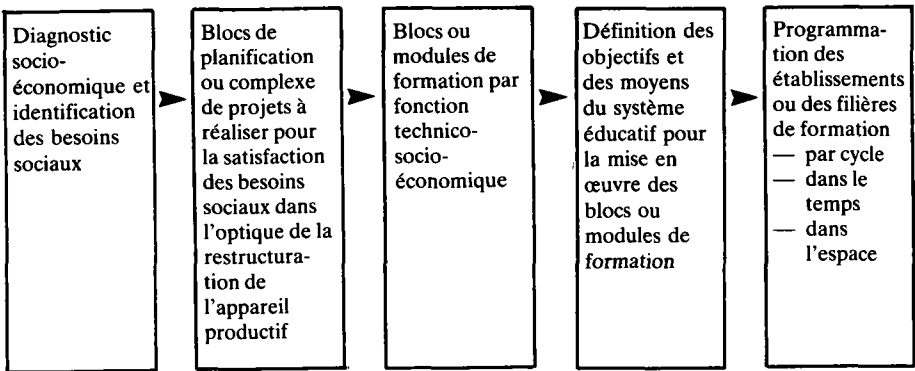 Diagnostic
socio-
économique et
identification
des besoins
sociaux
Blocs de
planification
ou complexe
de projets à
réaliser pour
la satisfaction
des besoins
sociaux dans
l'optique de la
restructura-
tion de
l'appareil
productif
Blocs ou
modules de
formation par
fonction
technico-
socio-
économique
Définition des
objectifs et
des moyens
du système
éducatif pour
la mise en
œuvre des
blocs ou
modules de
formation
Programma-
tion des
établissements
ou des filières
de formation
— par cycle
— dans le
temps
— dans
l'espace